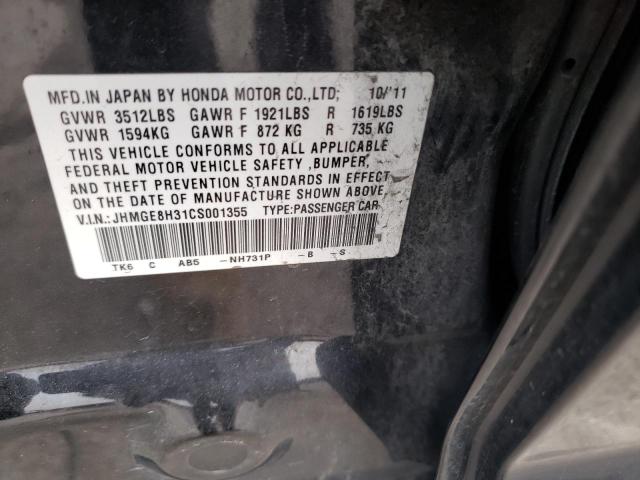 MFD.IN JAPAN BY HONDA MOTOR CO.,LTD; 10/'11
GVWR 3512LBS GAWR F 1921LBS R 1619LBS
GVWR 1594KG GAWR F 872 KG R 735 KG
THIS VEHICLE CONFORMS TO ALL APPLICABLE
FEDERAL MOTOR VEHICLE SAFETY ,BUMPER,
AND THEFT PREVENTION STANDARDS IN EFFECT
ON THE DATE OF MANUFACTURE SHOWN ABOVE,
V.I.N.:JHMGE8H31CS001355 TYPE:PASSENGER CAR
TK6 C AB5 -NH731P -B -S